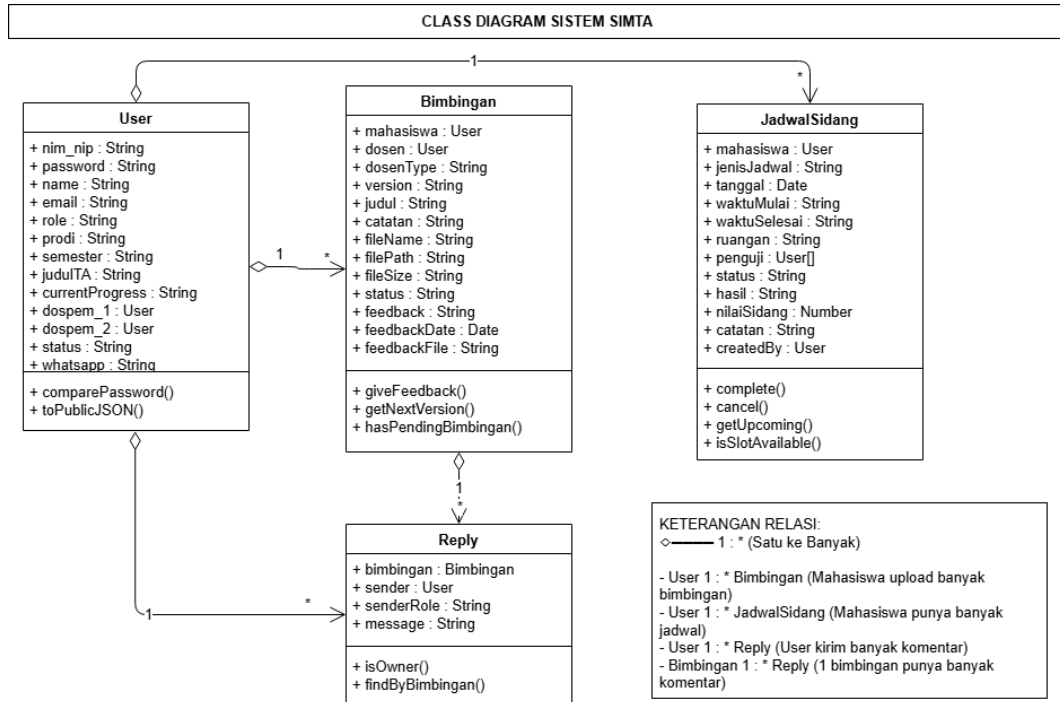 CLASS DIAGRAM SISTEM SIMTA
1
*
User
+ nim_nip : String
+ password : String
+ name : String
+ email : String
+ role : String
+ prodi : String
+ semester : String
+ judulTA : String
+ currentProgress : String
+ dospem_1 : User
+ dospem_2 : User
+ status : String
+ whatsapp : String
+ comparePassword()
+ toPublicJSON()
1
*
Bimbingan
+ mahasiswa : User
+ dosen : User
+ dosenType : String
+ version : String
+ judul : String
+ catatan : String
+ fileName : String
+ filePath : String
+ fileSize : String
+ status : String
+ feedback : String
+ feedbackDate : Date
+ feedbackFile : String
+ giveFeedback()
+ getNextVersion()
+ hasPendingBimbingan()
JadwalSidang
+ mahasiswa : User
+ jenisJadwal : String
+ tanggal : Date
+ waktuMulai : String
+ waktuSelesai : String
+ ruangan : String
+ penguji : User[]
+ status : String
+ hasil : String
+ nilaiSidang : Number
+ catatan : String
+ createdBy : User
+ complete()
+ cancel()
+ getUpcoming()
+ isSlotAvailable()
1
*
1
*
Reply
+ bimbingan : Bimbingan
+ sender : User
+ senderRole : String
+ message : String
+ isOwner()
+ findByBimbingan()
KETERANGAN RELASI:
1 : * (Satu ke Banyak)
- User 1 : * Bimbingan (Mahasiswa upload banyak
bimbingan)
- User 1 : * JadwalSidang (Mahasiswa punya banyak
jadwal)
- User 1 : * Reply (User kirim banyak komentar)
- Bimbingan 1 : * Reply (1 bimbingan punya banyak
komentar)